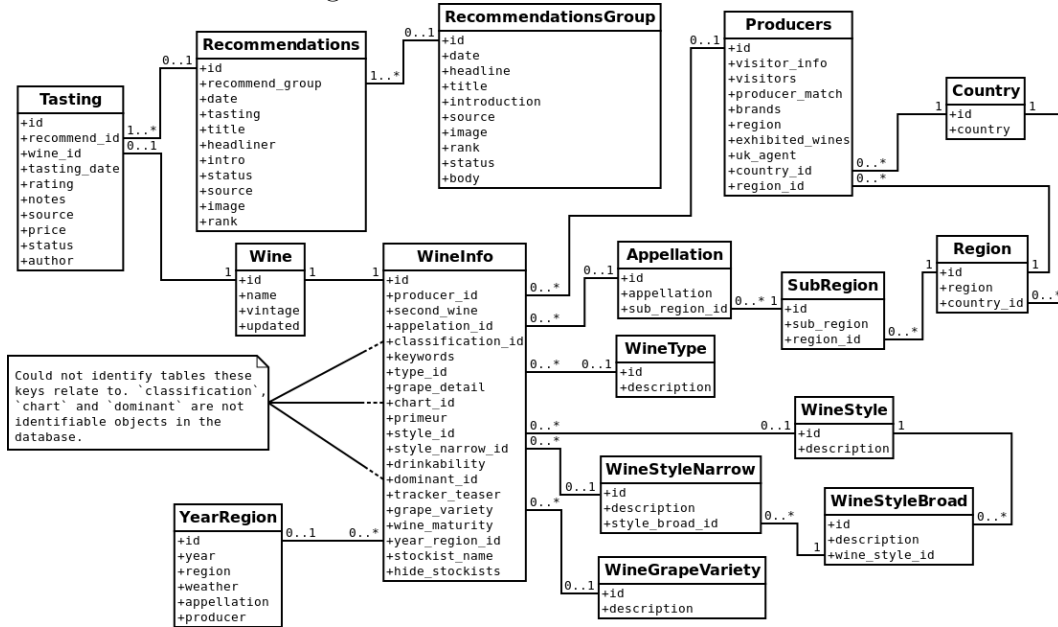 RecommendationsGroup
+id
+date
+headline
+title
+introduction
+source
+image
+rank
+status
+body
0..1
1..*
Recommendations
+id
+recommend_group
+date
+tasting
+title
+headliner
+intro
+status
+source
+image
+rank
0..1
1..*
Tasting
+id
+recommend_id
+wine_id
+tasting_date
+rating
+notes
+source
+price
+status
+author
0..1
1
Producers
+id
+visitor_info
+visitors
+producer_match
+brands
+region
+exhibited_wines
+uk_agent
+country_id
+region_id
0..1
0..*
0..*
Country
+id
+country
1
1
Wine
+id
+name
+vintage
+updated
1
1
WineInfo
+id
+producer_id
+second_wine
+appelation_id
+classification_id
+keywords
+type_id
+grape_detail
+chart_id
+primeur
+style_id
+style_narrow_id
+drinkability
+dominant_id
+tracker_teaser
+grape_variety
+wine_maturity
+year_region_id
+stockist_name
+hide_stockists
0..*
0..*
0..*
0..*
0..*
0..*
0..*
Appellation
+id
+appellation
+sub_region_id
0..1
0..*
1
SubRegion
+id
+sub_region
+region_id
0..*
1
Region
+id
+region
+country_id
1
0..*
WineType
+id
+description
0..1
Could not identify tables these
keys relate to. `classification`,
`chart` and `dominant` are not
identifiable objects in the
database.
WineStyle
+id
+description
0..1
1
WineStyleNarrow
+id
+description
+style_broad_id
0..1
0..*
1
WineStyleBroad
+id
+description
+wine_style_id
0..*
YearRegion
+id
+year
+region
+weather
+appellation
+producer
0..1
WineGrapeVariety
+id
+description
0..1